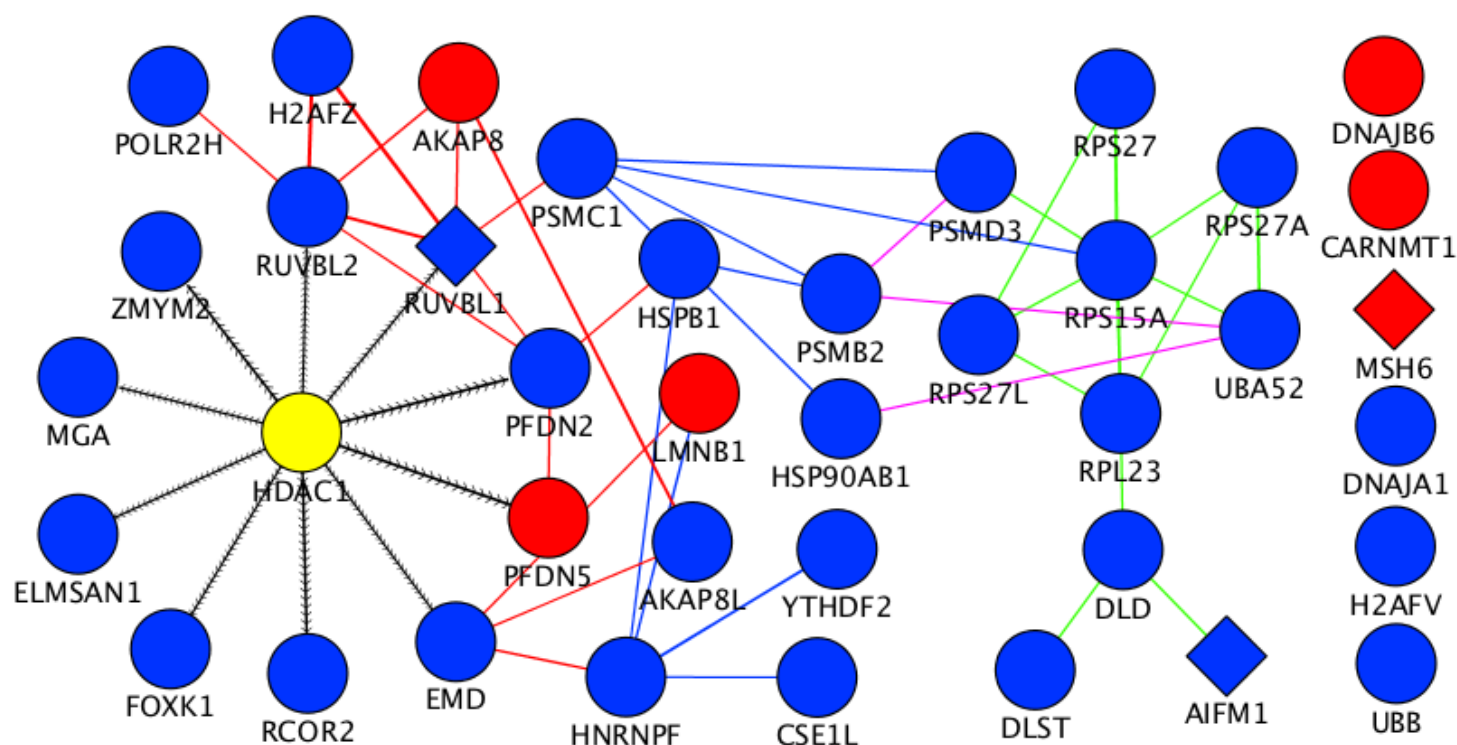 H2AFZ
POLR2H
AKAP8
RPS27
DNAJB6
PSMC1
PSMD3
RPS27A
CARNMT1
RUVBL2
ZMYM2
RUVBL1
HSPB1
PSMB2
RPS15A
MSH6
MGA
PFDN2
LMNB1
RPS27L
UBA52
HDAC1
HSP90AB1
RPL23
DNAJA1
ELMSAN1
PFDN5
AKAP8L
YTHDF2
DLD
H2AFV
FOXK1
RCOR2
EMD
HNRNPF
CSE1L
DLST
AIFM1
UBB